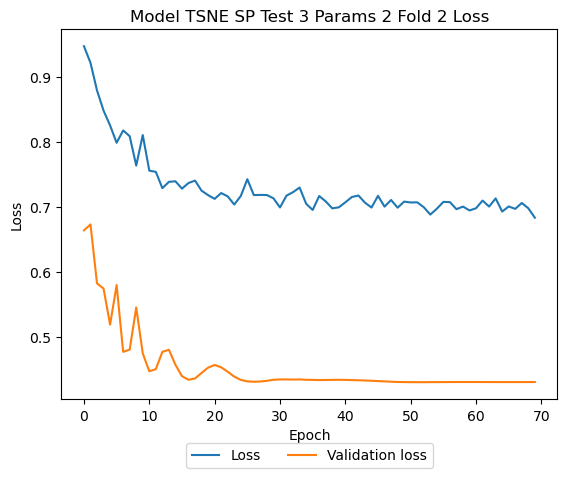 Model TSNE SP Test 3 Params 2 Fold 2 Loss
0.9
0.8
0.7
0.6
0.5
Loss
0 10 20 30 40 50 60 70
Epoch
Loss Validation loss